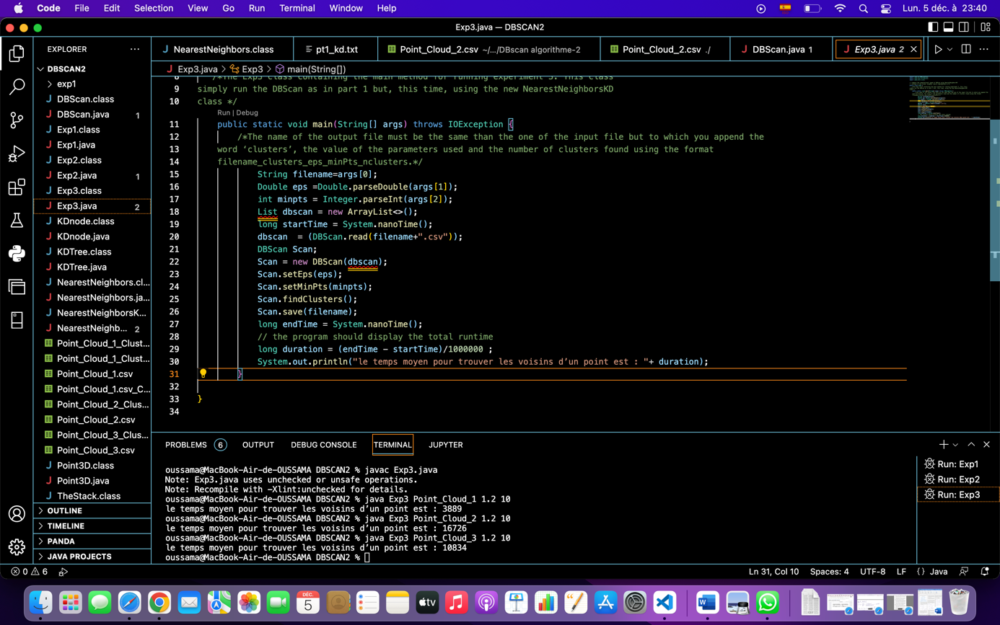 Code File Edit Selection View Go Run Terminal Window Help Lun. 5 déc. à 23:40
Exp3.java — DBSCAN2
EXPLORER
NearestNeighbors.class pt1_kd.txt Point_Cloud_2.csv ~/.../DBscan algorithme-2 Point_Cloud_2.csv ./ DBScan.java 1 Exp3.java 2
Exp3.java > Exp3 > main(String[])
DBSCAN2
exp1
DBScan.class
DBScan.java 1
Exp1.class
Exp1.java
Exp2.class
Exp2.java 1
Exp3.class
Exp3.java 2
KDnode.class
KDnode.java
KDTree.class
KDTree.java
NearestNeighbors.cl...
NearestNeighbors.ja...
NearestNeighborsK...
NearestNeighb... 2
Point_Cloud_1_Clust...
Point_Cloud_1_Clust...
Point_Cloud_1.csv
Point_Cloud_1.csv_C...
Point_Cloud_2_Clus...
Point_Cloud_2.csv
Point_Cloud_3_Clus...
Point_Cloud_3.csv
Point3D.class
Point3D.java
TheStack.class
OUTLINE
TIMELINE
PANDA
JAVA PROJECTS
8 /*The Exp3 class containing the main method for running experiment 3. This class
9 simply run the DBScan as in part 1 but, this time, using the new NearestNeighborsKD
10 class */
Run | Debug
11 public static void main(String[] args) throws IOException {
12 /*The name of the output file must be the same than the one of the input file but to which you append the
13 word ‘clusters’, the value of the parameters used and the number of clusters found using the format
14 filename_clusters_eps_minPts_nclusters.*/
15 String filename=args[0];
16 Double eps =Double.parseDouble(args[1]);
17 int minpts = Integer.parseInt(args[2]);
18 List dbscan = new ArrayList<>();
19 long startTime = System.nanoTime();
20 dbscan  = (DBScan.read(filename+".csv"));
21 DBScan Scan;
22 Scan = new DBScan(dbscan);
23 Scan.setEps(eps);
24 Scan.setMinPts(minpts);
25 Scan.findClusters();
26 Scan.save(filename);
27 long endTime = System.nanoTime();
28 // the program should display the total runtime
29 long duration = (endTime - startTime)/1000000 ;
30 System.out.println("le temps moyen pour trouver les voisins d’un point est : "+ duration);
31 }
32
33 }
34
PROBLEMS 6 OUTPUT DEBUG CONSOLE TERMINAL JUPYTER
oussama@MacBook-Air-de-OUSSAMA DBSCAN2 % javac Exp3.java
Note: Exp3.java uses unchecked or unsafe operations.
Note: Recompile with -Xlint:unchecked for details.
oussama@MacBook-Air-de-OUSSAMA DBSCAN2 % java Exp3 Point_Cloud_1 1.2 10
le temps moyen pour trouver les voisins d’un point est : 3889
oussama@MacBook-Air-de-OUSSAMA DBSCAN2 % java Exp3 Point_Cloud_2 1.2 10
le temps moyen pour trouver les voisins d’un point est : 16726
oussama@MacBook-Air-de-OUSSAMA DBSCAN2 % java Exp3 Point_Cloud_3 1.2 10
le temps moyen pour trouver les voisins d’un point est : 10834
oussama@MacBook-Air-de-OUSSAMA DBSCAN2 %
Run: Exp1
Run: Exp2
Run: Exp3
0 6 Ln 31, Col 10 Spaces: 4 UTF-8 LF {} Java
DÉC. 5
tv